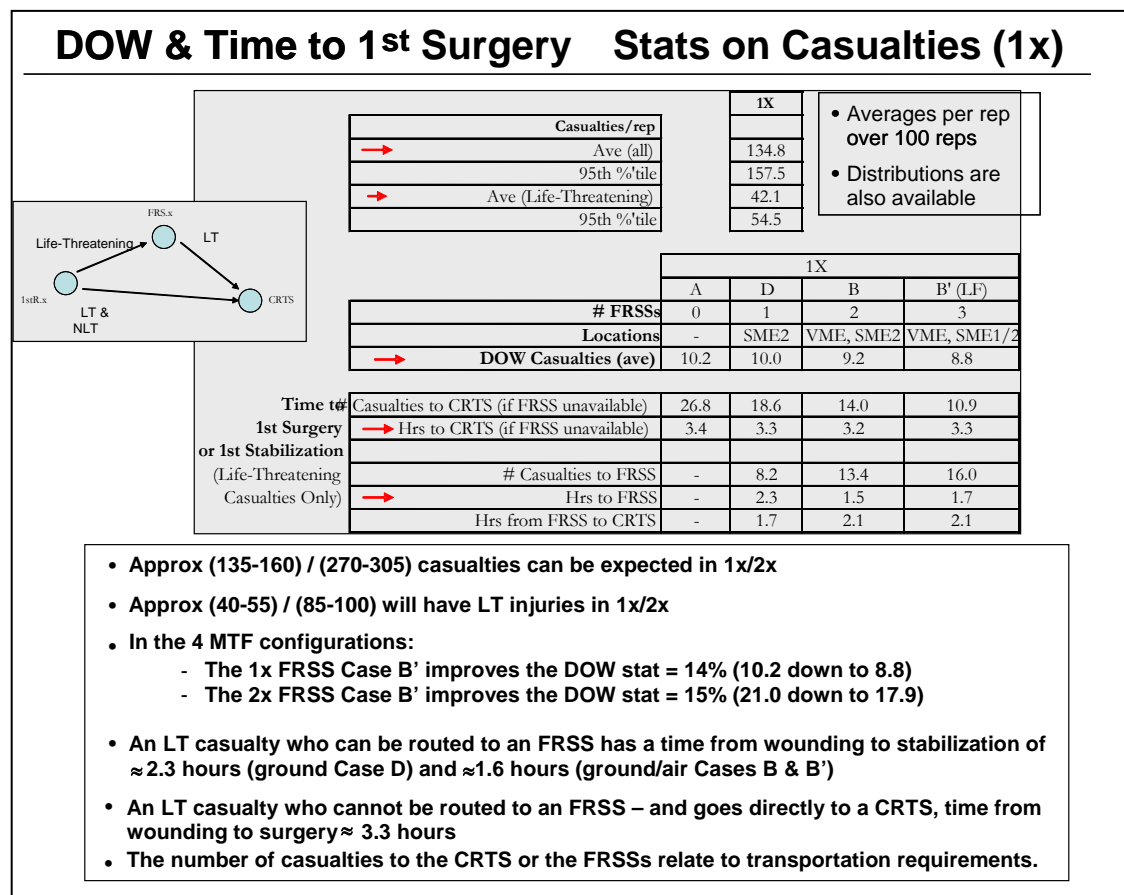 DOW & Time to 1st Surgery Stats on Casualties (1x)
1X
Casualties/rep
Ave (all) 134.8
95th %'tile 157.5
Ave (Life-Threatening) 42.1
95th %'tile 54.5
• Averages per rep
over 100 reps
• Distributions are
also available
FRS.x
Life-Threatening
LT
1stR.x
CRTS
LT &
NLT
1X
A D B B' (LF)
# FRSSs 0 1 2 3
Locations - SME2 VME, SME2 VME, SME1/2
DOW Casualties (ave) 10.2 10.0 9.2 8.8
Time to # Casualties to CRTS (if FRSS unavailable) 26.8 18.6 14.0 10.9
1st Surgery Hrs to CRTS (if FRSS unavailable) 3.4 3.3 3.2 3.3
or 1st Stabilization
(Life-Threatening # Casualties to FRSS - 8.2 13.4 16.0
Casualties Only) Hrs to FRSS - 2.3 1.5 1.7
Hrs from FRSS to CRTS - 1.7 2.1 2.1
• Approx (135-160) / (270-305) casualties can be expected in 1x/2x
• Approx (40-55) / (85-100) will have LT injuries in 1x/2x
• In the 4 MTF configurations:
- The 1x FRSS Case B’ improves the DOW stat = 14% (10.2 down to 8.8)
- The 2x FRSS Case B’ improves the DOW stat = 15% (21.0 down to 17.9)
• An LT casualty who can be routed to an FRSS has a time from wounding to stabilization of
≈2.3 hours (ground Case D) and ≈1.6 hours (ground/air Cases B & B’)
• An LT casualty who cannot be routed to an FRSS – and goes directly to a CRTS, time from
wounding to surgery ≈ 3.3 hours
• The number of casualties to the CRTS or the FRSSs relate to transportation requirements.